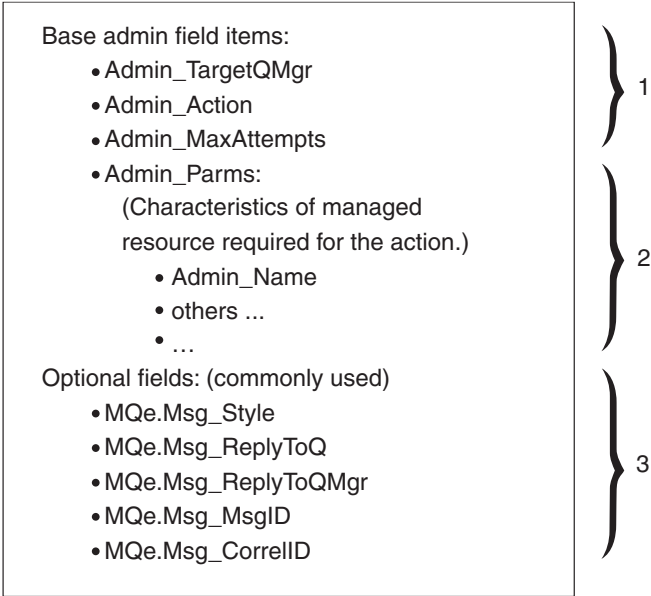 Base admin field items:
• Admin_TargetQMgr
• Admin_Action
• Admin_MaxAttempts
1
• Admin_Parms:
(Characteristics of managed
resource required for the action.)
• Admin_Name
• others ...
• ...
2
Optional fields: (commonly used)
• MQe.Msg_Style
• MQe.Msg_ReplyToQ
• MQe.Msg_ReplyToQMgr
• MQe.Msg_MsgID
• MQe.Msg_CorrelID
3